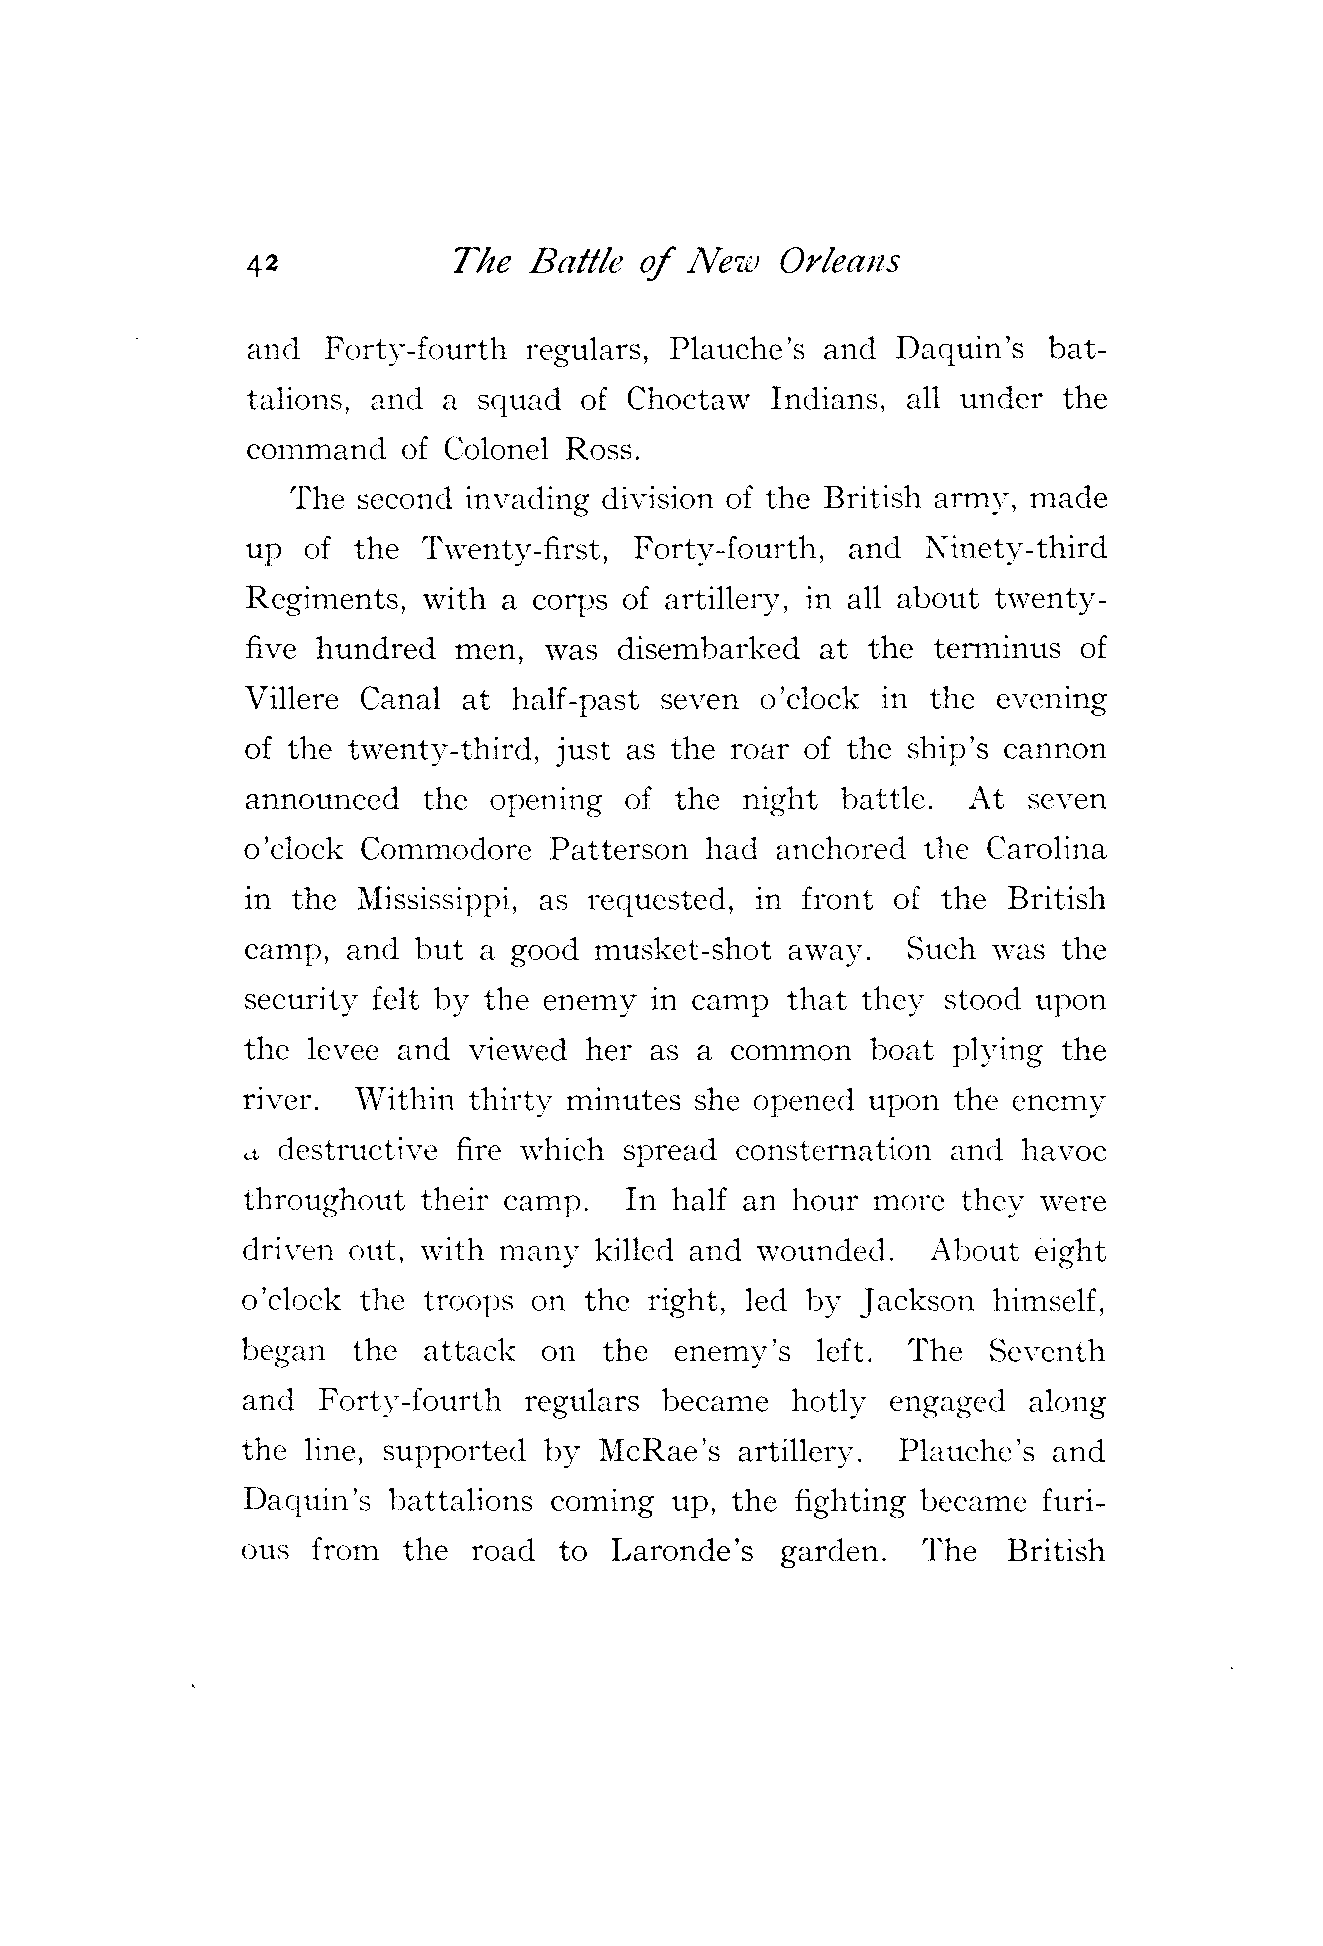 42 The Battle of New Orleans
and Forty-fourth regulars, Plauche's and Daquin's bat-
talions, and a squad of Choctaw Indians, all under the
command of Colonel Ross.
The second invading division of the British army, made
up of the Twenty-first, Forty-fourth, and Ninety-third
Regiments, with a corps of artillery, in all about twenty-
five hundred men, was disembarked at the terminus of
Villere Canal at half-past seven o'clock in the evening
of the twenty-third, just as the roar of the ship's cannon
announced the opening of the night battle. At seven
o'clock Commodore Patterson had anchored the Carolina
in the Mississippi, as requested, in front of the British
camp, and but a good musket-shot away. Such was the
security felt by the enemy in camp that they stood upon
the levee and viewed her as a common boat plying the
river. Within thirty minutes she opened upon the enemy
a destructive fire which spread consternation and havoc
throughout their camp. In half an hour more they were
driven out, with many killed and wounded. About eight
o'clock the troops on the right, led by Jackson himself,
began the attack on the enemy's left. The Seventh
and Forty-fourth regulars became hotly engaged along
the line, supported by McRae's artillery. Plauche's and
Daquin's battalions coming up, the fighting became furi-
ous from the road to Laronde's garden. The British